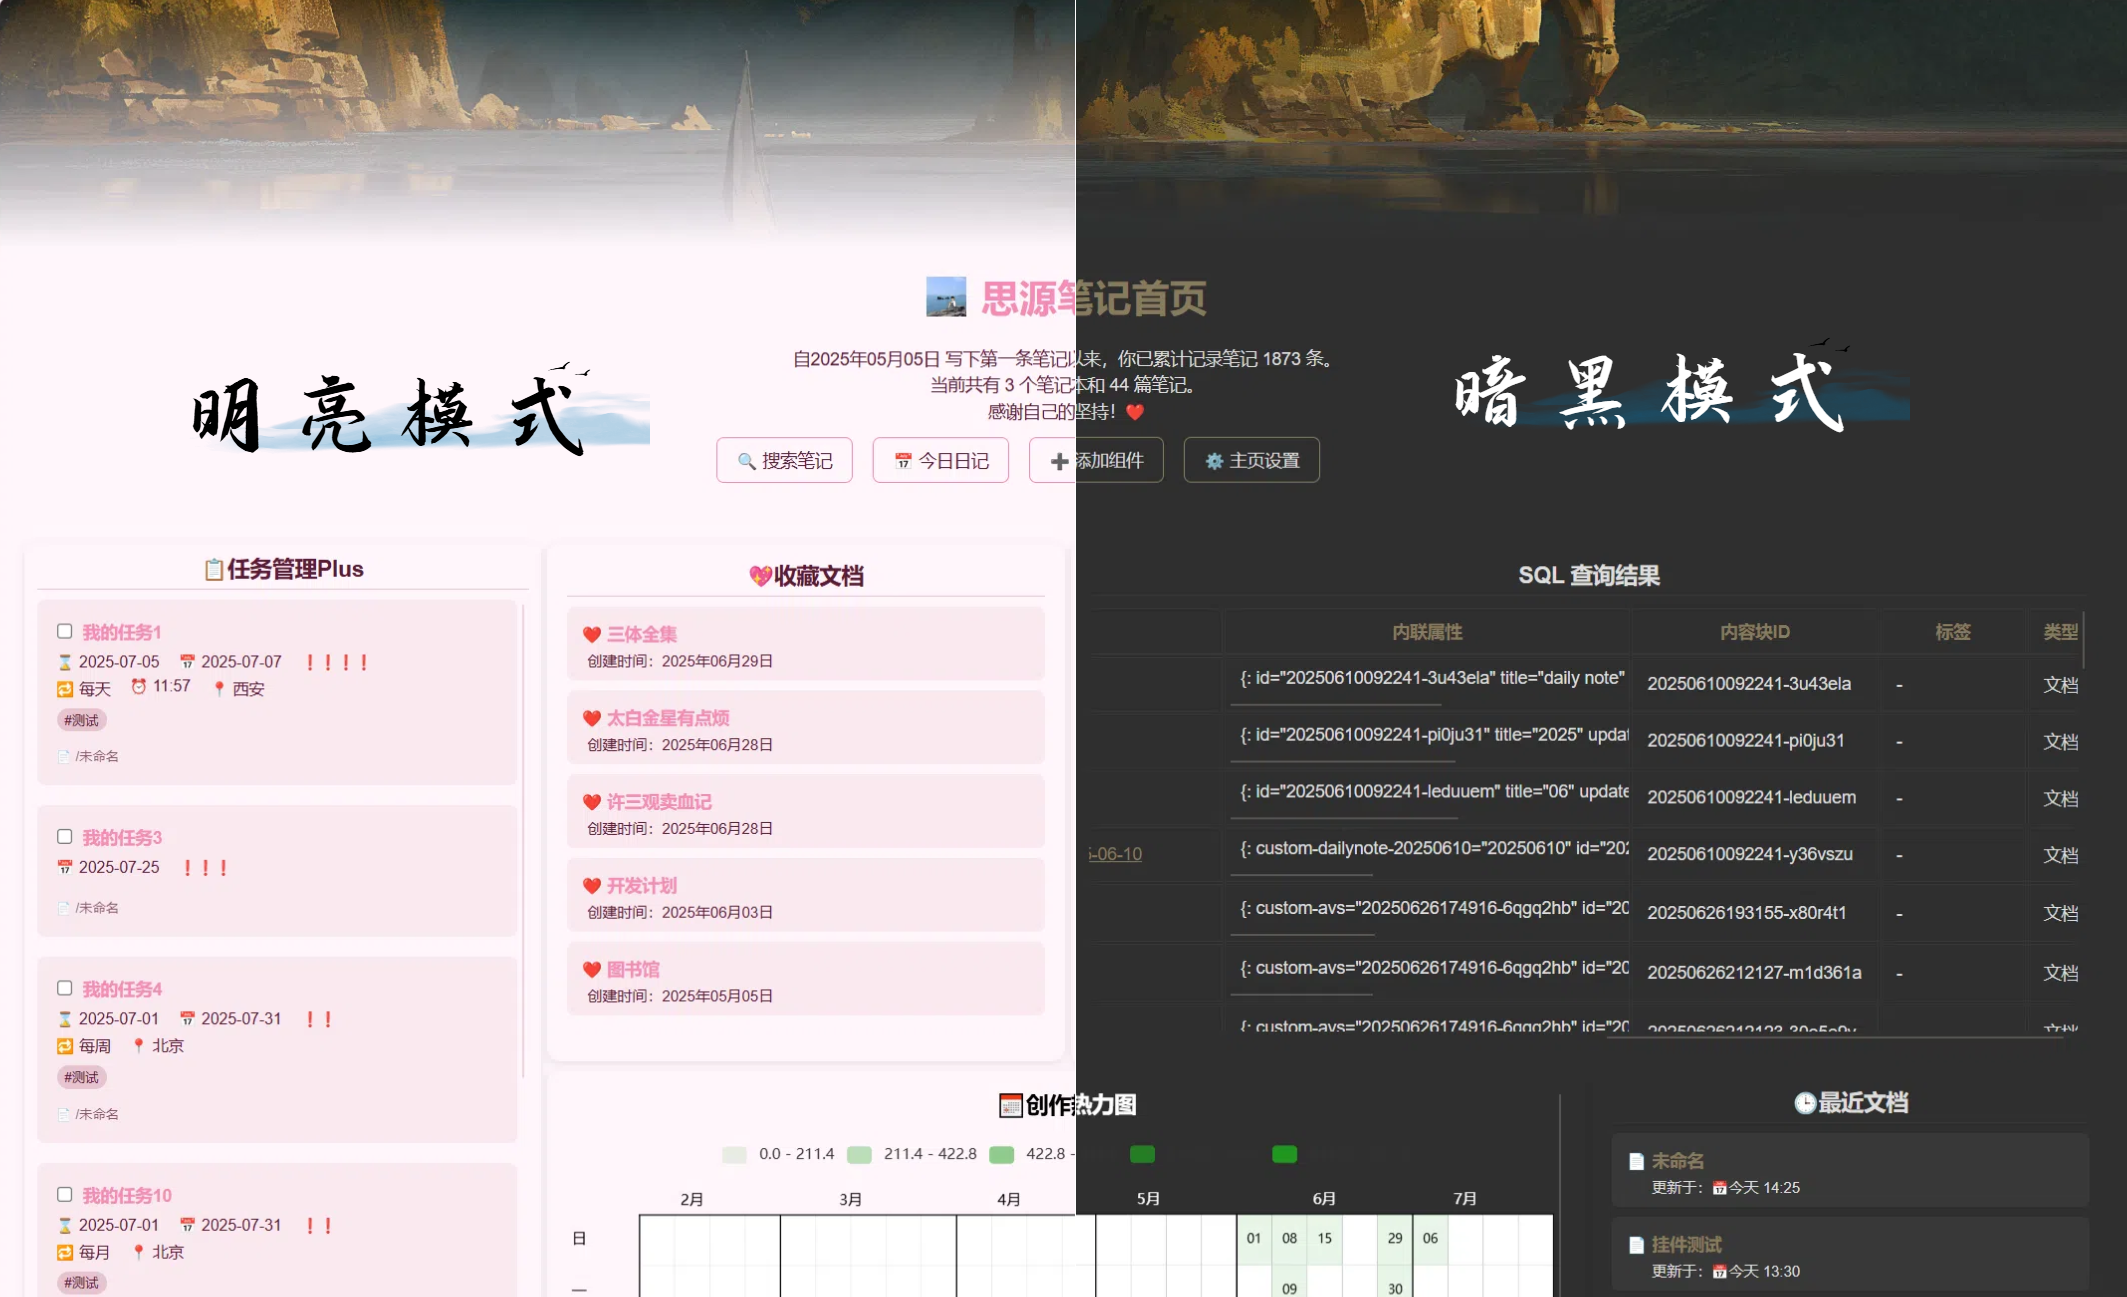 思源笔记首页
自2025年05月05日 写下第一条笔记以来，你已累计记录笔记 1873 条。
当前共有 3 个笔记本和 44 篇笔记。
感谢自己的坚持！❤️
明亮模式
暗黑模式
🔍 搜索笔记
📅 今日日记
➕ 添加组件
⚙️ 主页设置
📋任务管理Plus
我的任务1
⌛ 2025-07-05 📅 2025-07-07 ❗❗❗❗
🔁 每天 ⏰ 11:57 📍 西安
#测试
📄 /未命名
我的任务3
📅 2025-07-25 ❗❗❗
📄 /未命名
我的任务4
⌛ 2025-07-01 📅 2025-07-31 ❗❗
🔁 每周 📍 北京
#测试
📄 /未命名
我的任务10
⌛ 2025-07-01 📅 2025-07-31 ❗❗
🔁 每月 📍 北京
#测试
💖收藏文档
❤️ 三体全集
创建时间：2025年06月29日
❤️ 太白金星有点烦
创建时间：2025年06月28日
❤️ 许三观卖血记
创建时间：2025年06月28日
❤️ 开发计划
创建时间：2025年06月03日
❤️ 图书馆
创建时间：2025年05月05日
SQL 查询结果
内联属性 内容块ID 标签 类型
{: id="20250610092241-3u43ela" title="daily note" 20250610092241-3u43ela - 文档
{: id="20250610092241-pi0ju31" title="2025" updat 20250610092241-pi0ju31 - 文档
{: id="20250610092241-leduuem" title="06" update 20250610092241-leduuem - 文档
-06-10 {: custom-dailynote-20250610="20250610" id="202 20250610092241-y36vszu - 文档
{: custom-avs="20250626174916-6qgq2hb" id="20 20250626193155-x80r4t1 - 文档
{: custom-avs="20250626174916-6qgq2hb" id="20 20250626212127-m1d361a - 文档
{: custom-avs="20250626174916-6qgq2hb" id="20
创作热力图
0.0 - 211.4 211.4 - 422.8 422.8 -
2月 3月 4月 5月 6月 7月
日 01 08 15 29 06
一 09 30
🕒最近文档
📄 未命名
更新于：📅今天 14:25
📄 挂件测试
更新于：📅今天 13:30